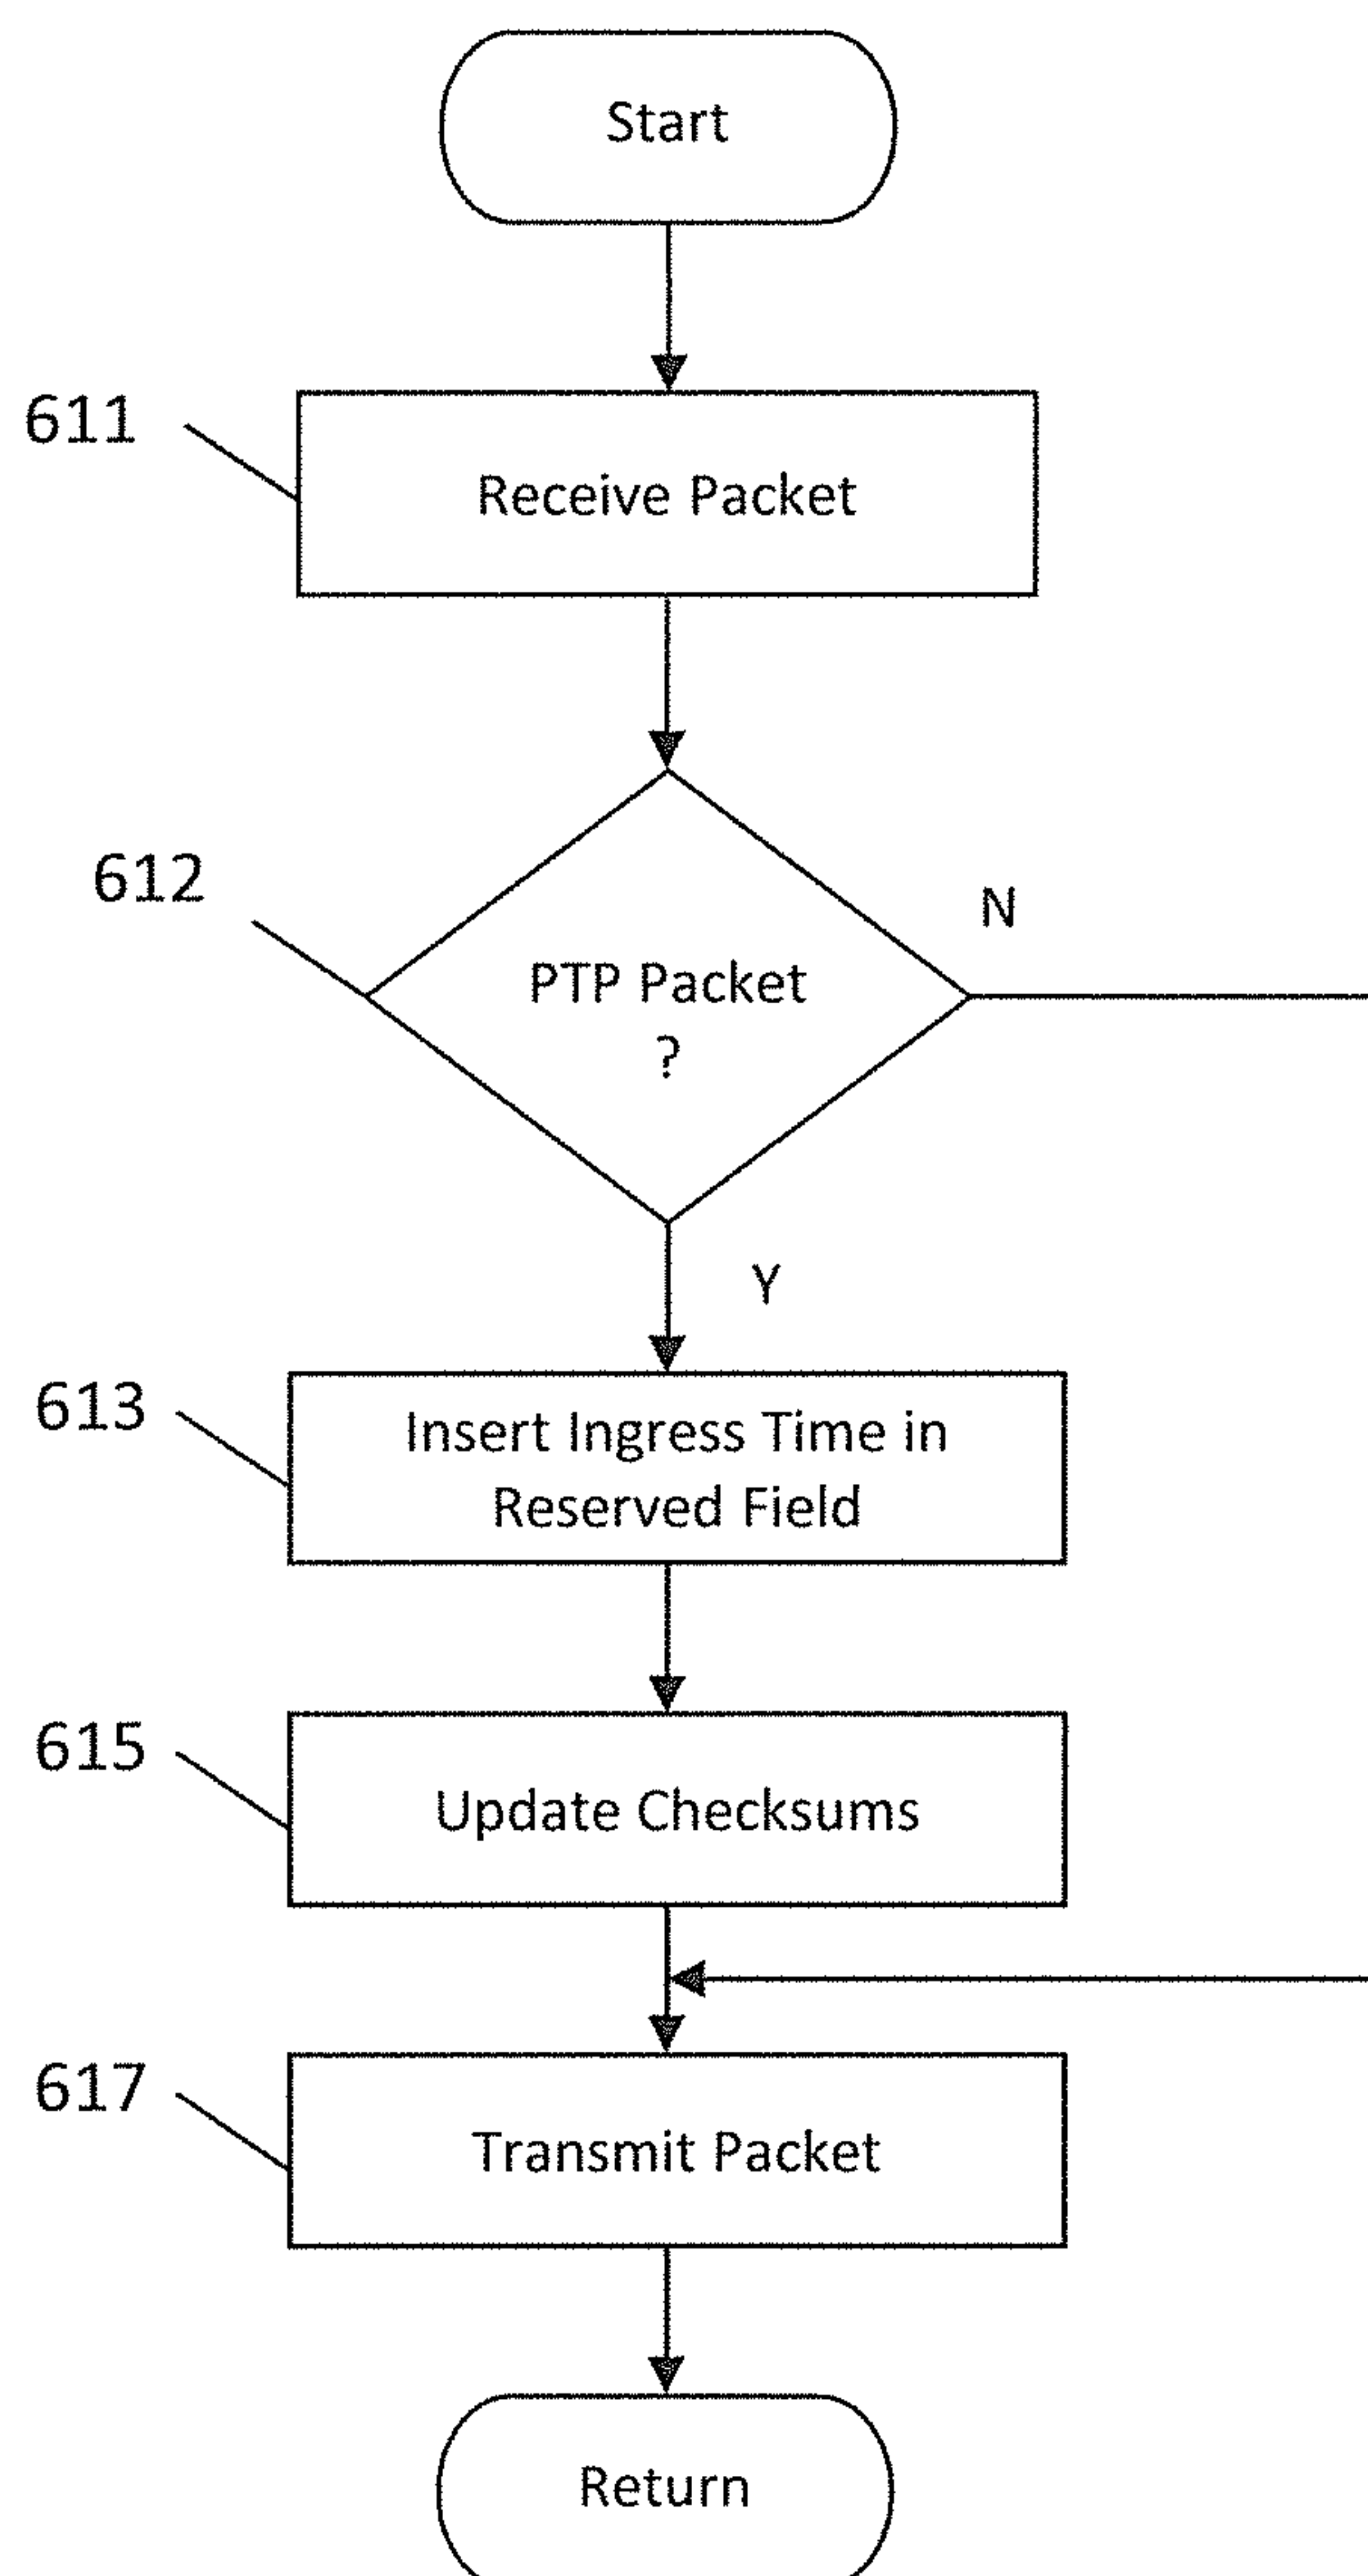 Start
611
Receive Packet
612
N
PTP Packet
?
Y
613
Insert Ingress Time in
Reserved Field
615
Update Checksums
617
Transmit Packet
Return